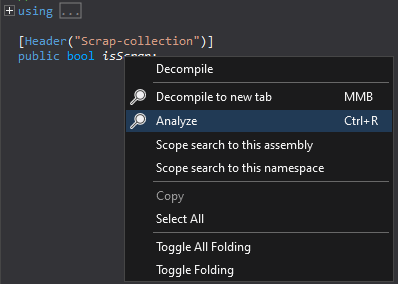 using ...
[Header("Scrap-collection")]
public bool isScrap;
Decompile
Decompile to new tab MMB
Analyze Ctrl+R
Scope search to this assembly
Scope search to this namespace
Copy
Select All
Toggle All Folding
Toggle Folding